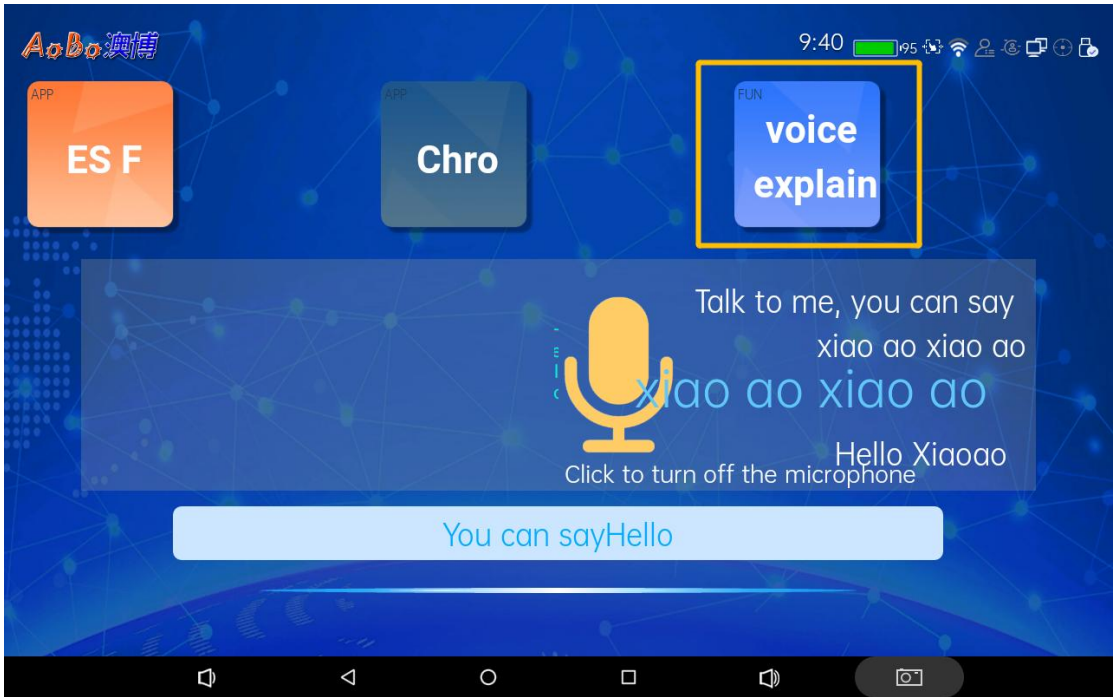 AoBo澳博
9:40
95
APP
ES F
APP
Chro
FUN
voice
explain
Talk to me, you can say
xiao ao xiao ao
xiao ao xiao ao
Hello Xiaoao
Click to turn off the microphone
You can sayHello